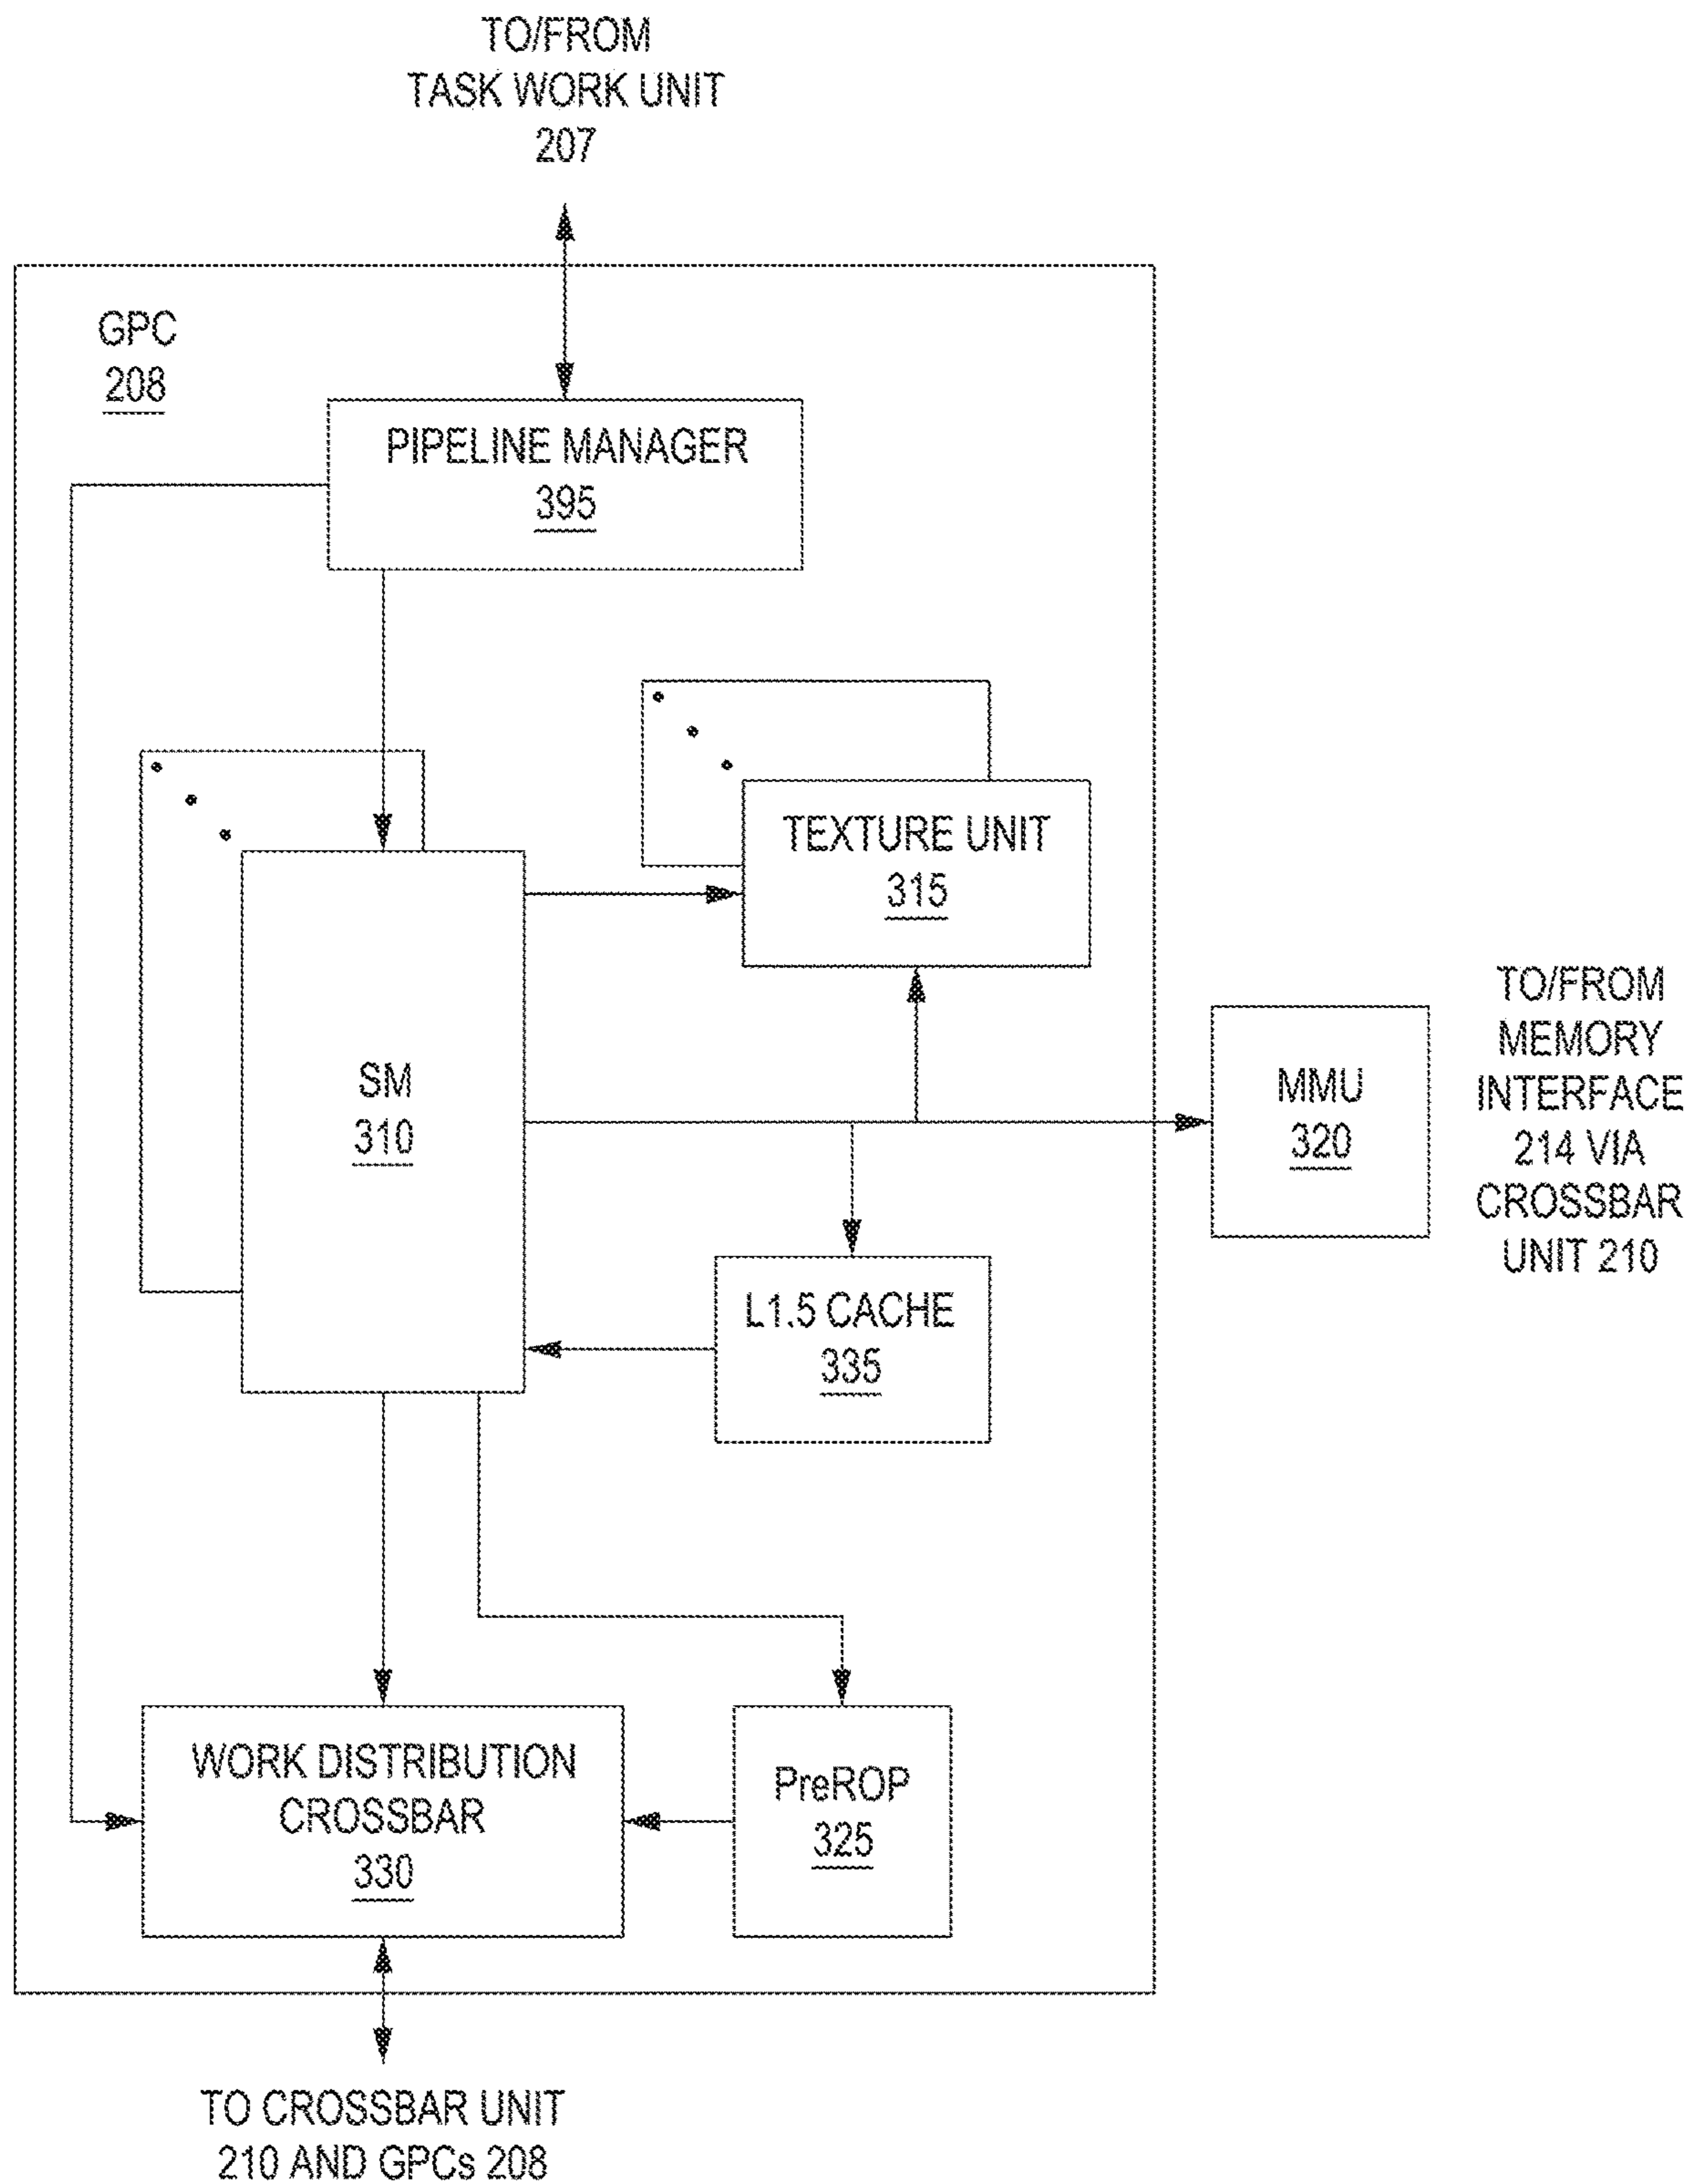 TO/FROM
TASK WORK UNIT
207
GPC
208
PIPELINE MANAGER
395
TEXTURE UNIT
315
SM
310
MMU
320
TO/FROM
MEMORY
INTERFACE
214 VIA
CROSSBAR
UNIT 210
L1.5 CACHE
335
WORK DISTRIBUTION
CROSSBAR
330
PreROP
325
TO CROSSBAR UNIT
210 AND GPCs 208